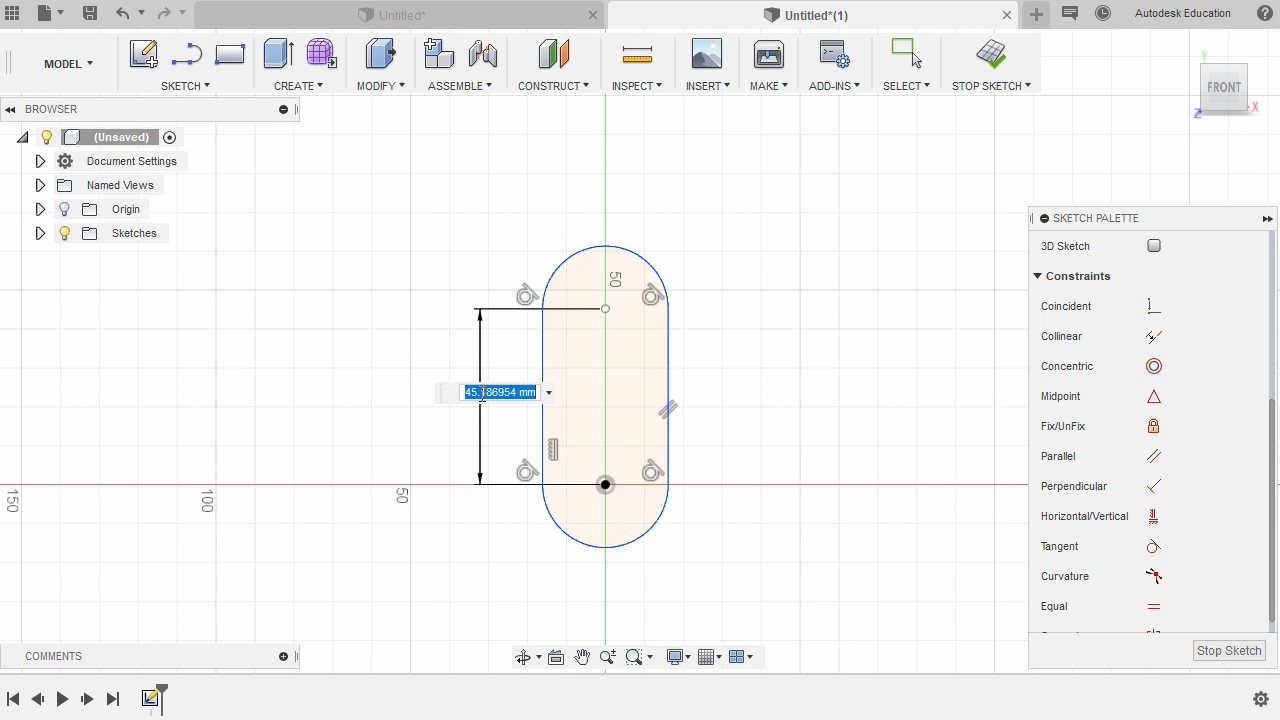 Untitled*
Untitled*(1)
Autodesk Education
MODEL
SKETCH
CREATE
MODIFY
ASSEMBLE
CONSTRUCT
INSPECT
INSERT
MAKE
ADD-INS
SELECT
STOP SKETCH
Y
FRONT
X
Z
BROWSER
(Unsaved)
Document Settings
Named Views
Origin
Sketches
50
mm
50
100
150
SKETCH PALETTE
3D Sketch
Constraints
Coincident
Collinear
Concentric
Midpoint
Fix/UnFix
Parallel
Perpendicular
Horizontal/Vertical
Tangent
Curvature
Equal
Stop Sketch
COMMENTS